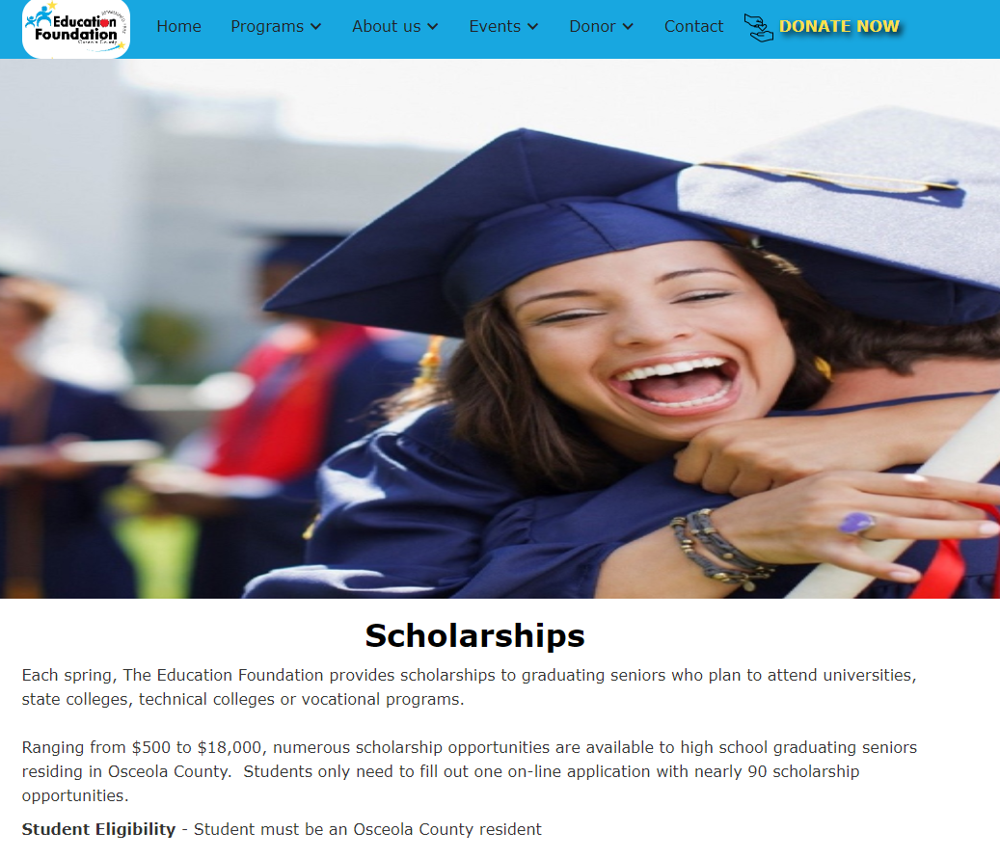 Education
Foundation
Osceola County
Home Programs About us Events Donor Contact DONATE NOW
Scholarships
Each spring, The Education Foundation provides scholarships to graduating seniors who plan to attend universities,
state colleges, technical colleges or vocational programs.
Ranging from $500 to $18,000, numerous scholarship opportunities are available to high school graduating seniors
residing in Osceola County.  Students only need to fill out one on-line application with nearly 90 scholarship
opportunities.
Student Eligibility - Student must be an Osceola County resident